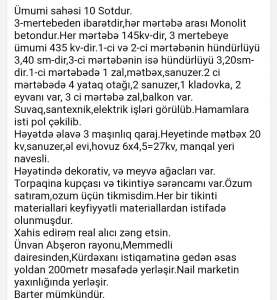 Ümumi sahəsi 10 Sotdur.
3-mertebeden ibarətdir,hər mərtəbə arası Monolit
betondur.Her mərtəbə 145kv-dir, 3 mertebeye
ümumi 435 kv-dir.1-ci və 2-ci mərtəbənin hündürlüyü
3,40 sm-dir,3-ci mərtəbənin isə hündürlüyü 3,20sm-
dir.1-ci mərtəbədə 1 zal,mətbəx,sanuzer.2 ci
mərtəbədə 4 yataq otağı,2 sanuzer,1 kladovka, 2
eyvanı var, 3 ci mərtəbə zal,balkon var.
Suvaq,santexnik,elektrik işləri görülüb.Hamamlara
isti pol çəkilib.
Həyətdə əlavə 3 maşınlıq qaraj.Heyetinde mətbəx 20
kv,sanuzer,əl evi,hovuz 6x4,5=27kv, manqal yeri
navesli.
Həyətində dekorativ, və meyvə ağacları var.
Torpaqina kupçası və tikintiyə sərəncamı var.Özum
satıram,ozum üçün tikmisdim.Her bir tikinti
materiallari keyfiyyətli materiallardan istifadə
olunmuşdur.
Xahis edirəm real alıcı zəng etsin.
Ünvan Abşeron rayonu,Memmedli
dairesinden,Kürdəxanı istiqamətinə gedən əsas
yoldan 200metr məsafədə yerləşir.Nail marketin
yaxınlığında yerləşir.
Barter mümkündür.